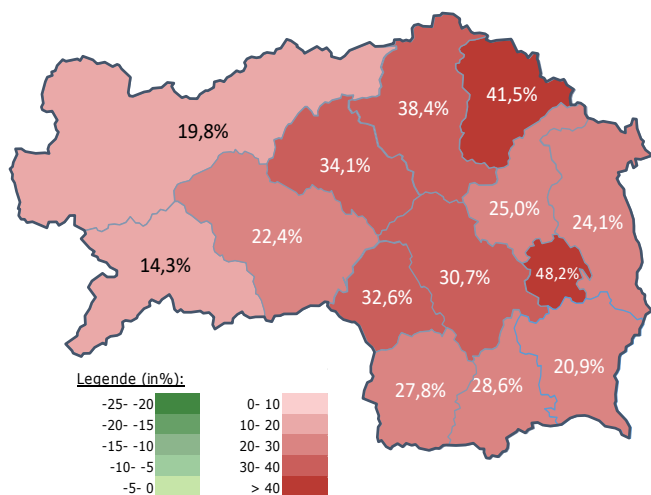 41,5%
38,4%
19,8%
34,1%
25,0%
24,1%
22,4%
14,3%
30,7%
48,2%
32,6%
20,9%
27,8%
28,6%
Legende (in%):
-25- -20 0- 10
-20- -15 10- 20
-15- -10 20- 30
-10- -5 30- 40
-5- 0 > 40